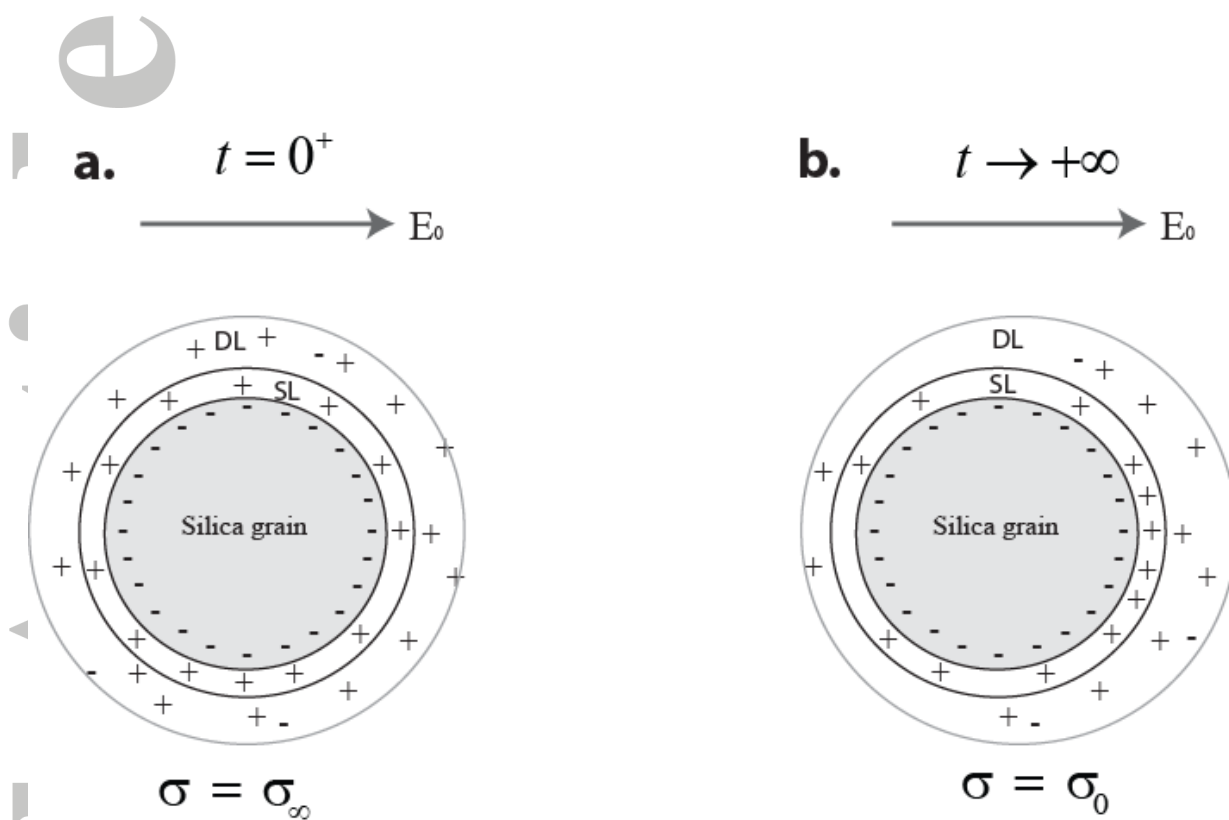 a. t = 0⁺
b. t → +∞
E₀
E₀
DL
SL
Silica grain
DL
SL
Silica grain
σ = σ∞
σ = σ₀